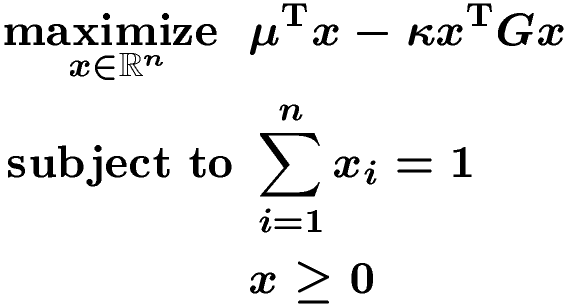 maximize μᵀx − κxᵀGx
x∈ℝⁿ
subject to ∑ᵢ₌₁ⁿ xᵢ = 1
x ≥ 0